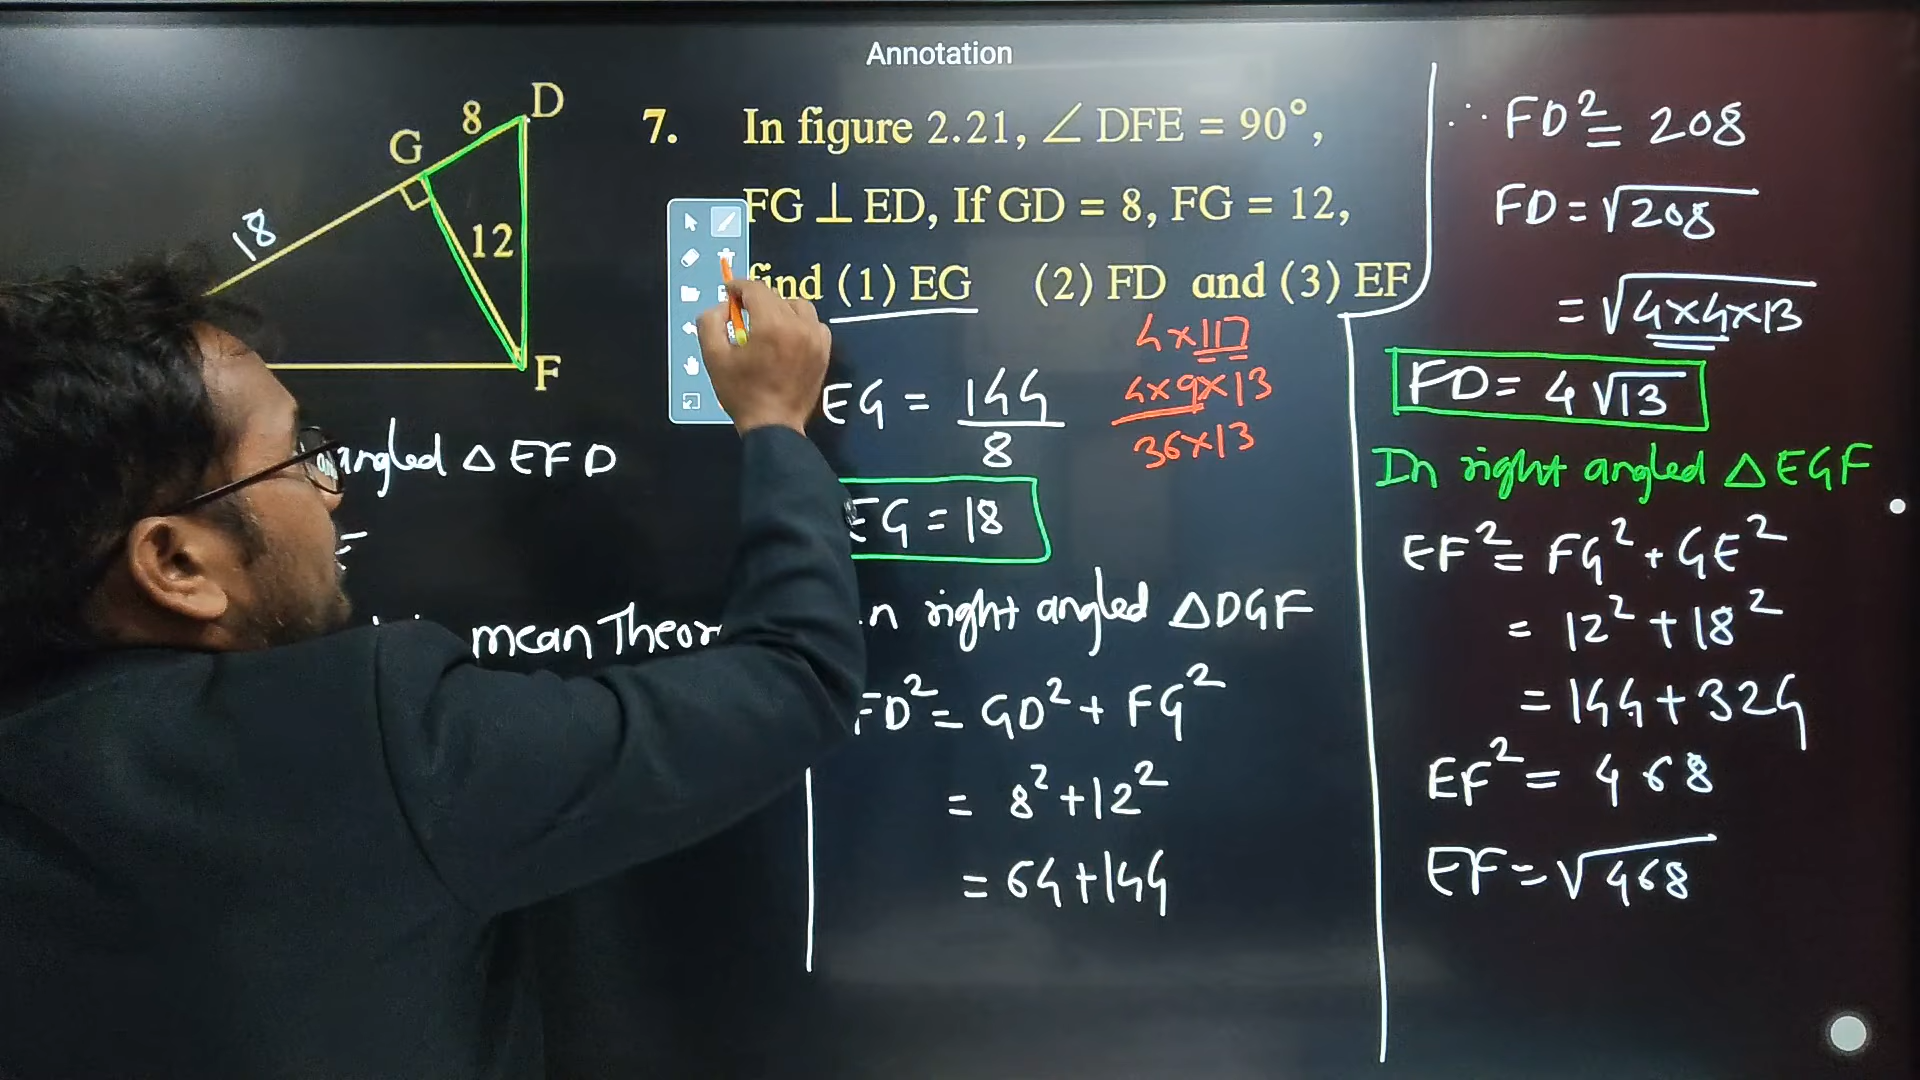 Annotation
D
8
G
18
12
F
angled △ EFD
mean Theor
7. In figure 2.21, ∠ DFE = 90°,
FG ⊥ ED, If GD = 8, FG = 12,
find (1) EG (2) FD and (3) EF
EG = 144/8
4×117
4×9×13
36×13
EG = 18
n right angled △DGF
FD² = GD² + FG²
= 8² + 12²
= 64 + 144
∴ FD² = 208
FD = √208
= √4×4×13
FD = 4√13
In right angled △EGF
EF² = FG² + GE²
= 12² + 18²
= 144 + 324
EF² = 468
EF = √468